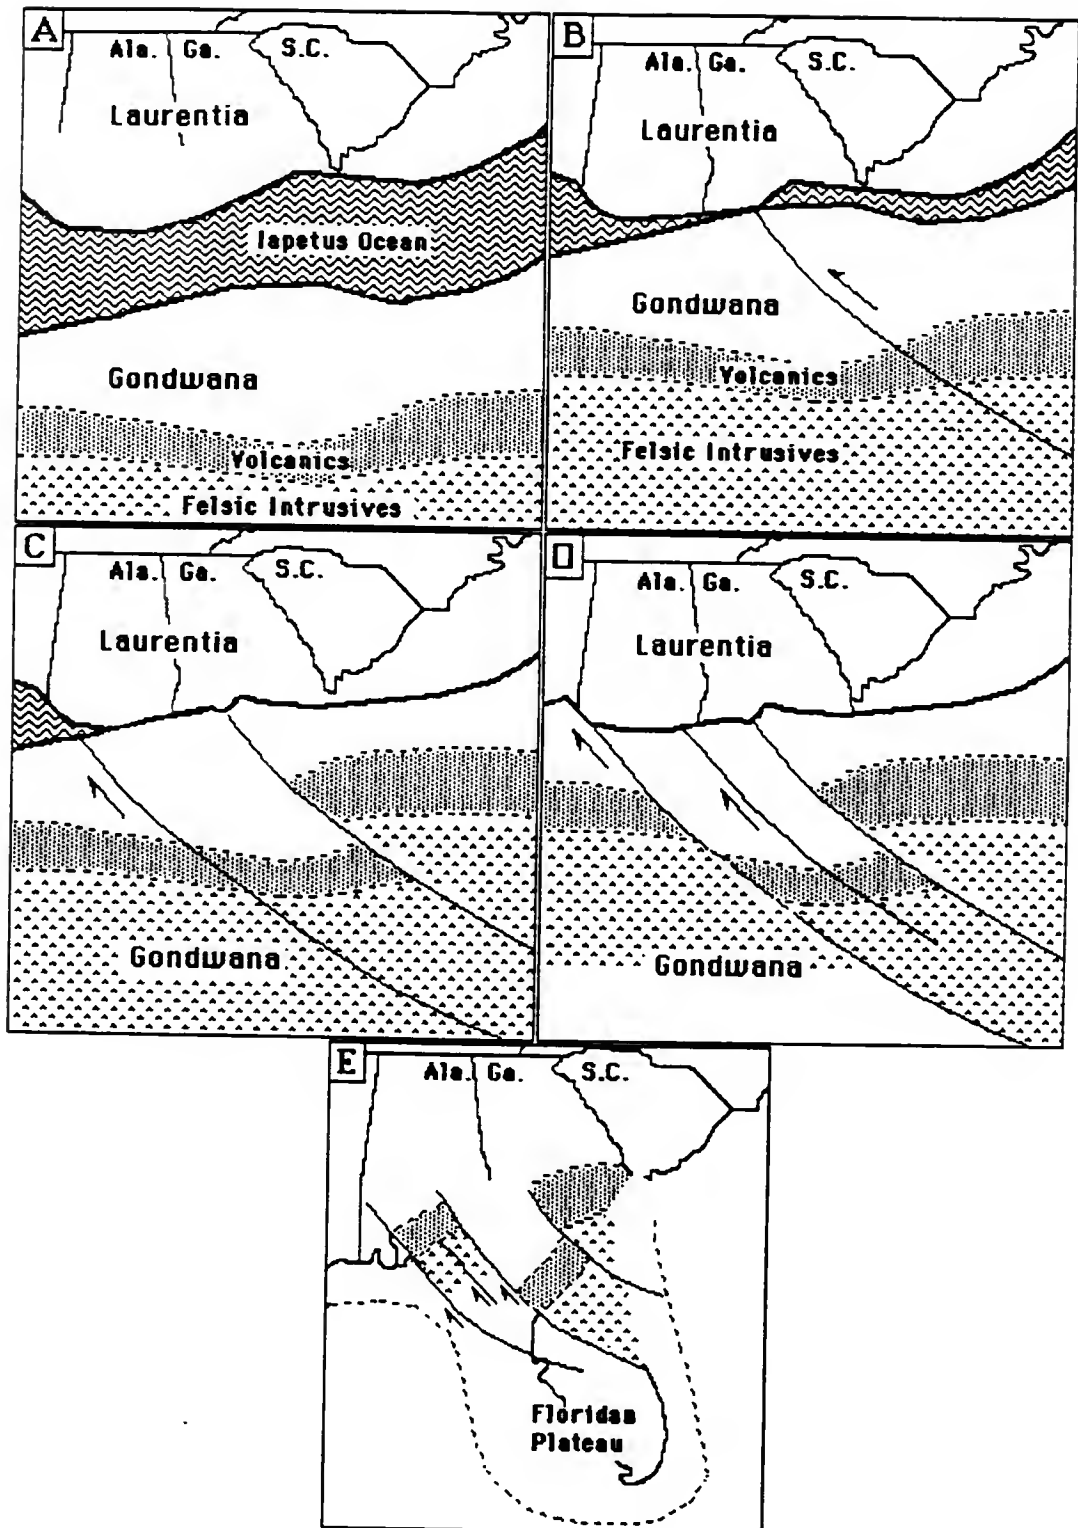 A
Ala. Ga. S.C.
Laurentia
Iapetus Ocean
Gondwana
Volcanics
Felsic Intrusives
B
Ala. Ga. S.C.
Laurentia
Gondwana
Volcanics
Felsic Intrusives
C
Ala. Ga. S.C.
Laurentia
Gondwana
D
Ala. Ga. S.C.
Laurentia
Gondwana
E
Ala. Ga. S.C.
Floridan
Plateau